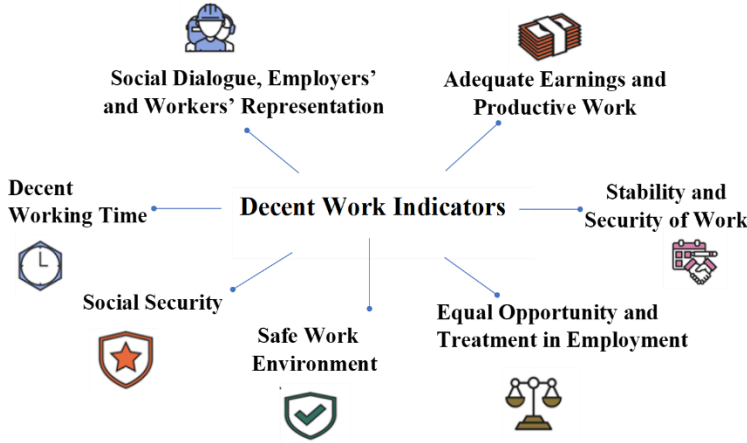 Social Dialogue, Employers’
and Workers’ Representation
Adequate Earnings and
Productive Work
Decent
Working Time
Decent Work Indicators
Stability and
Security of Work
Social Security
Safe Work
Environment
Equal Opportunity and
Treatment in Employment